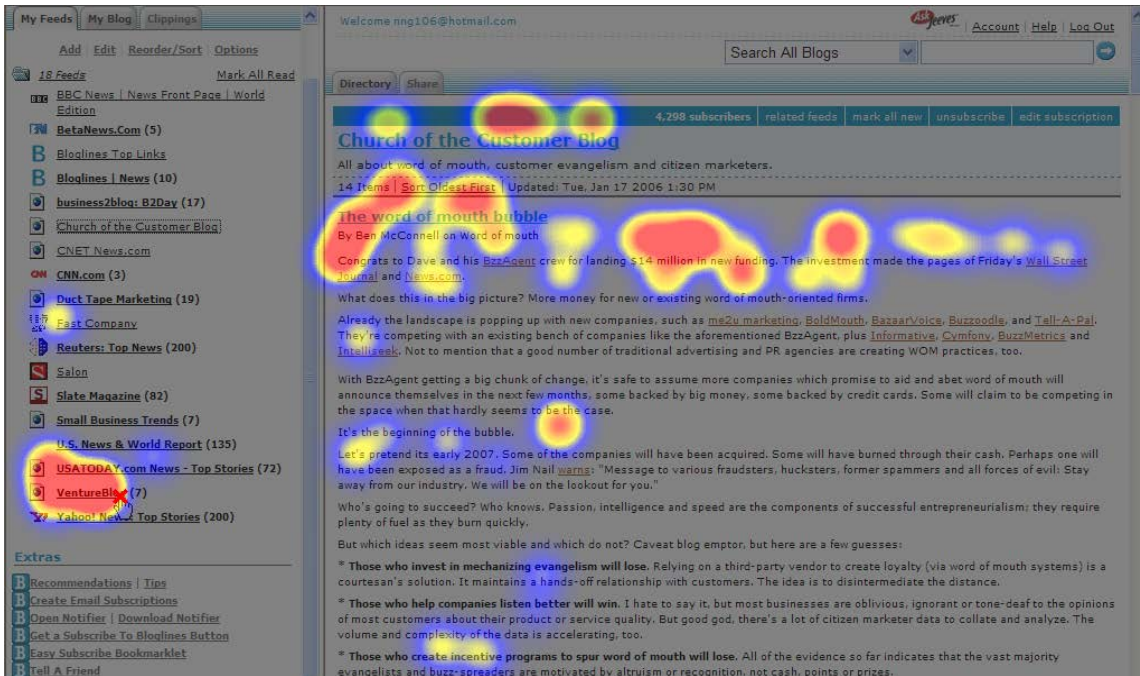 My Feeds My Blog Clippings
Add Edit Reorder/Sort Options
18 Feeds Mark All Read
BBC News | News Front Page | World
Edition
BetaNews.Com (5)
Bloglines Top Links
Bloglines | News (10)
business2blog: B2Day (17)
Church of the Customer Blog
CNET News.com
CNN.com (3)
Duct Tape Marketing (19)
Fast Company
Reuters: Top News (200)
Salon
Slate Magazine (82)
Small Business Trends (7)
U.S. News & World Report (135)
USATODAY.com News - Top Stories (72)
VentureBlog (7)
Yahoo! News: Top Stories (200)
Extras
Recommendations | Tips
Create Email Subscriptions
Open Notifier | Download Notifier
Get a Subscribe To Bloglines Button
Easy Subscribe Bookmarklet
Tell A Friend
Welcome nng106@hotmail.com
Ask Jeeves Account | Help | Log Out
Search All Blogs
Directory Share
4,298 subscribers | related feeds | mark all new | unsubscribe | edit subscription
Church of the Customer Blog
All about word of mouth, customer evangelism and citizen marketers.
14 Items | Sort Oldest First | Updated: Tue, Jan 17 2006 1:30 PM
The word of mouth bubble
By Ben McConnell on Word of mouth
Congrats to Dave and his BzzAgent crew for landing $14 million in new funding. The investment made the pages of Friday's Wall Street
Journal and News.com.
What does this in the big picture? More money for new or existing word of mouth-oriented firms.
Already the landscape is popping up with new companies, such as me2u marketing, BoldMouth, BazaarVoice, Buzzoodle, and Tell-A-Pal.
They're competing with an existing bench of companies like the aforementioned BzzAgent, plus Informative, Cymfony, BuzzMetrics and
Intelliseek. Not to mention that a good number of traditional advertising and PR agencies are creating WOM practices, too.
With BzzAgent getting a big chunk of change, it's safe to assume more companies which promise to aid and abet word of mouth will
announce themselves in the next few months, some backed by big money, some backed by credit cards. Some will claim to be competing in
the space when that hardly seems to be the case.
It's the beginning of the bubble.
Let's pretend its early 2007. Some of the companies will have been acquired. Some will have burned through their cash. Perhaps one will
have been exposed as a fraud. Jim Nail warns: "Message to various fraudsters, hucksters, former spammers and all forces of evil: Stay
away from our industry. We will be on the lookout for you."
Who's going to succeed? Who knows. Passion, intelligence and speed are the components of successful entrepreneurialism; they require
plenty of fuel as they burn quickly.
But which ideas seem most viable and which do not? Caveat blog emptor, but here are a few guesses:
* Those who invest in mechanizing evangelism will lose. Relying on a third-party vendor to create loyalty (via word of mouth systems) is a
courtesan's solution. It maintains a hands-off relationship with customers. The idea is to disintermediate the distance.
* Those who help companies listen better will win. I hate to say it, but most businesses are oblivious, ignorant or tone-deaf to the opinions
of most customers about their product or service quality. But good god, there's a lot of citizen marketer data to collate and analyze. The
volume and complexity of the data is accelerating, too.
* Those who create incentive programs to spur word of mouth will lose. All of the evidence so far indicates that the vast majority
evangelists and buzz-spreaders are motivated by altruism or recognition, not cash, points or prizes.